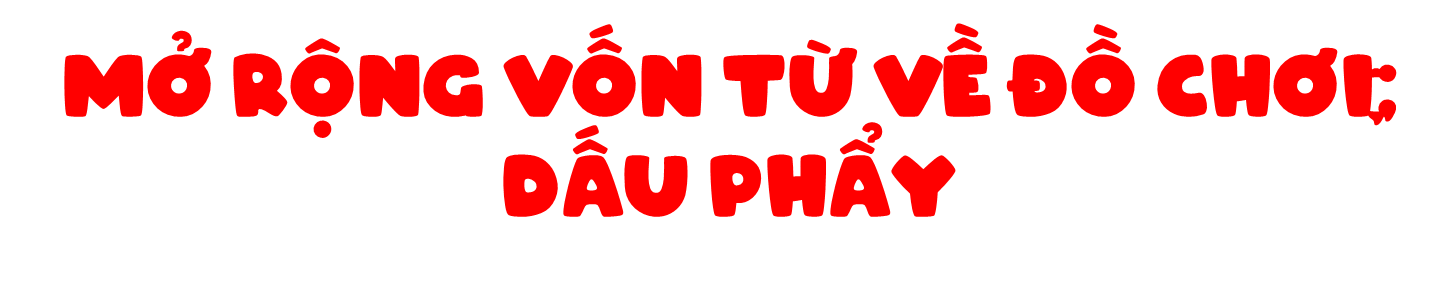 MỞ RỘNG VỐN TỪ VỀ ĐỒ CHƠI;
DẤU PHẨY